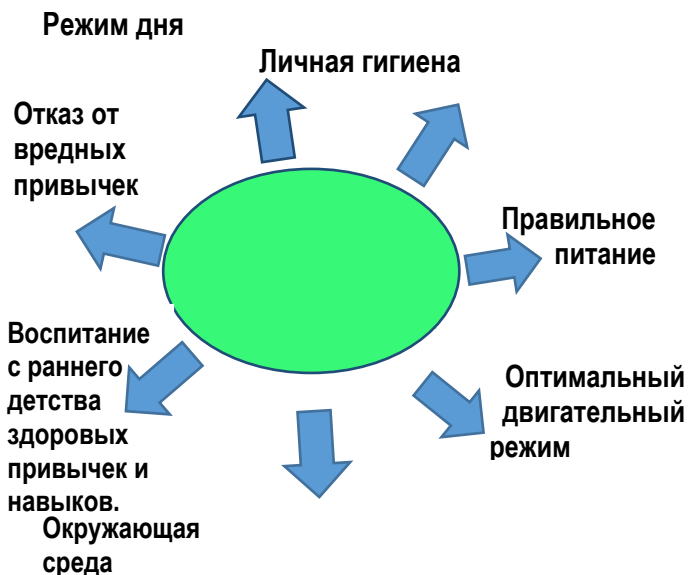 Режим дня
Личная гигиена
Отказ от
вредных
привычек
Правильное
питание
Воспитание
с раннего
детства
здоровых
привычек и
навыков.
Оптимальный
двигательный
режим
Окружающая
среда